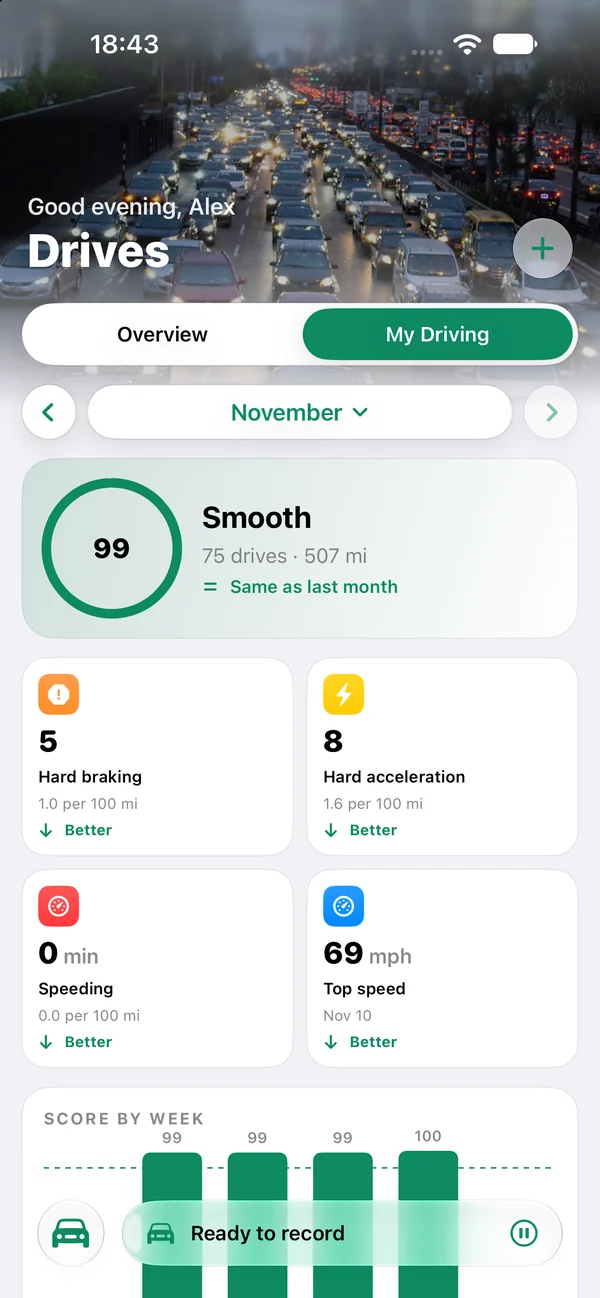 18:43
Good evening, Alex
Drives
Overview
My Driving
November
99
Smooth
75 drives · 507 mi
= Same as last month
5
Hard braking
1.0 per 100 mi
↓ Better
8
Hard acceleration
1.6 per 100 mi
↓ Better
0 min
Speeding
0.0 per 100 mi
↓ Better
69 mph
Top speed
Nov 10
↓ Better
SCORE BY WEEK
99 99 99 100
Ready to record